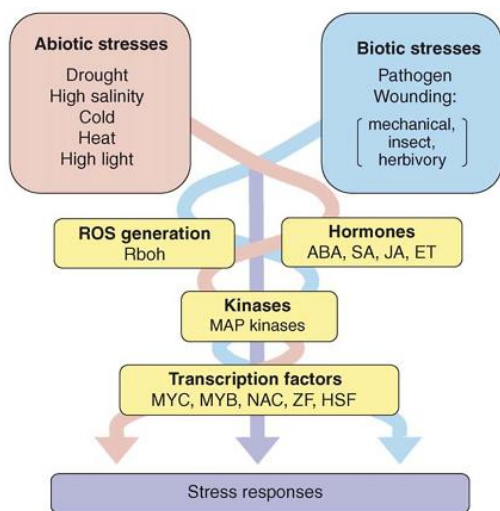 Abiotic stresses
Drought
High salinity
Cold
Heat
High light
Biotic stresses
Pathogen
Wounding:
mechanical,
insect,
herbivory
ROS generation
Rboh
Hormones
ABA, SA, JA, ET
Kinases
MAP kinases
Transcription factors
MYC, MYB, NAC, ZF, HSF
Stress responses